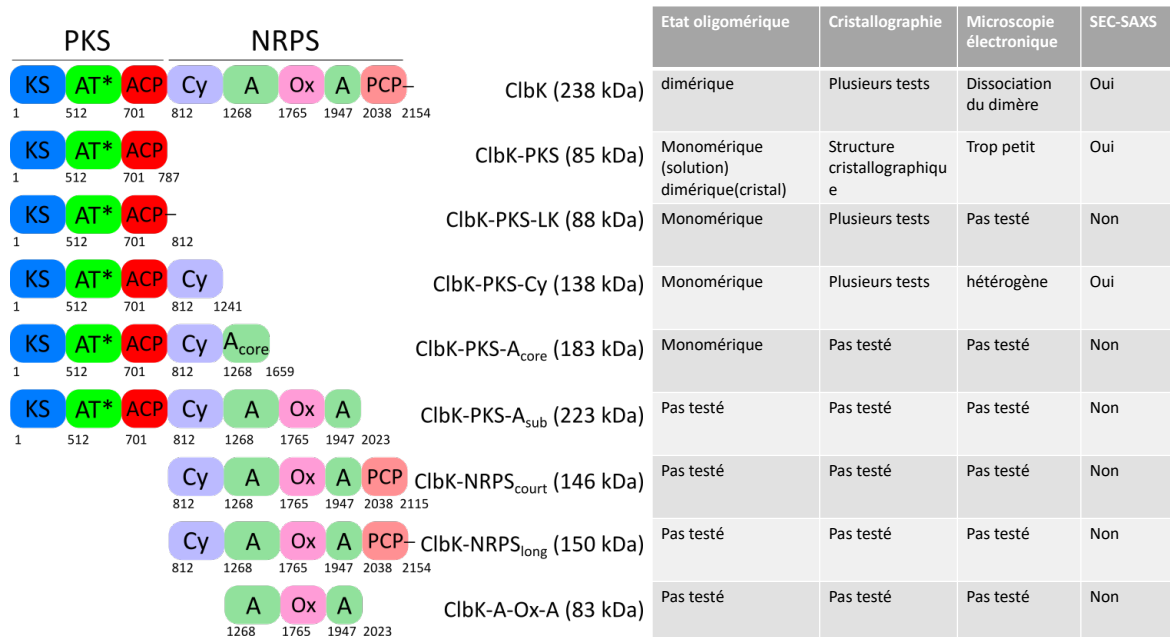 PKS NRPS
KS AT* ACP Cy A Ox A PCP
1 512 701 812 1268 1765 1947 2038 2154
ClbK (238 kDa)
KS AT* ACP
1 512 701 787
ClbK-PKS (85 kDa)
KS AT* ACP
1 512 701 812
ClbK-PKS-LK (88 kDa)
KS AT* ACP Cy
1 512 701 812 1241
ClbK-PKS-Cy (138 kDa)
KS AT* ACP Cy Acore
1 512 701 812 1268 1659
ClbK-PKS-Acore (183 kDa)
KS AT* ACP Cy A Ox A
1 512 701 812 1268 1765 1947 2023
ClbK-PKS-Asub (223 kDa)
Cy A Ox A PCP
812 1268 1765 1947 2038 2115
ClbK-NRPScourt (146 kDa)
Cy A Ox A PCP
812 1268 1765 1947 2038 2154
ClbK-NRPSlong (150 kDa)
A Ox A
1268 1765 1947 2023
ClbK-A-Ox-A (83 kDa)
Etat oligomérique Cristallographie Microscopie SEC-SAXS
électronique
dimérique Plusieurs tests Dissociation Oui
du dimère
Monomérique Structure Trop petit Oui
(solution) cristallographiqu
dimérique(cristal) e
Monomérique Plusieurs tests Pas testé Non
Monomérique Plusieurs tests hétérogène Oui
Monomérique Pas testé Pas testé Non
Pas testé Pas testé Pas testé Non
Pas testé Pas testé Pas testé Non
Pas testé Pas testé Pas testé Non
Pas testé Pas testé Pas testé Non